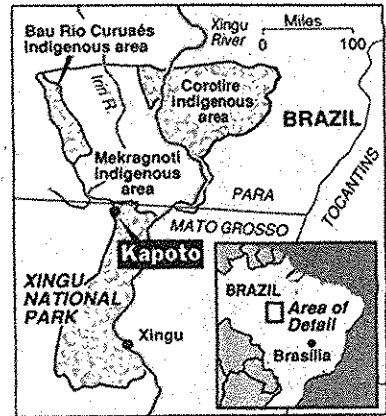 Bau Rio Curuaés
Indigenous area
Xingu
River
Miles
0 100
Iriri R.
Corotire
indigenous
area
BRAZIL
Mekragnoti
Indigenous
area
PARA
MATO GROSSO
TOCANTINS
Kapoto
XINGU
NATIONAL
PARK
Xingu
BRAZIL
Area of
Detail
Brasília